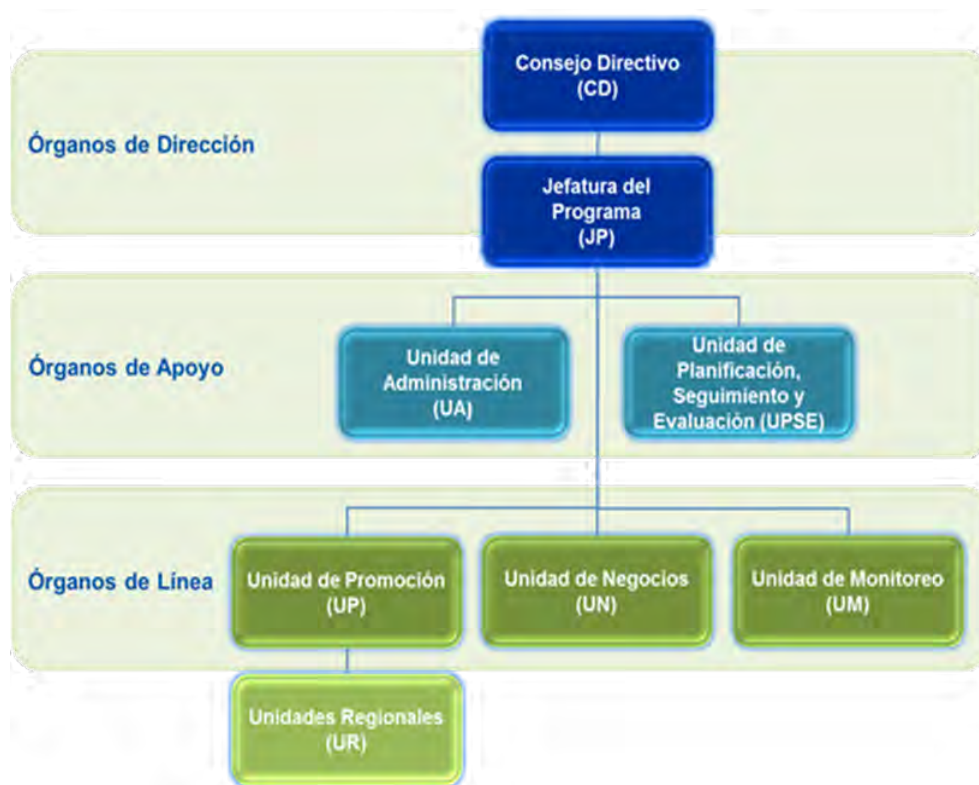 Consejo Directivo
(CD)
Órganos de Dirección
Jefatura del
Programa
(JP)
Órganos de Apoyo
Unidad de
Administración
(UA)
Unidad de
Planificación,
Seguimiento y
Evaluación (UPSE)
Órganos de Línea
Unidad de Promoción
(UP)
Unidad de Negocios
(UN)
Unidad de Monitoreo
(UM)
Unidades Regionales
(UR)